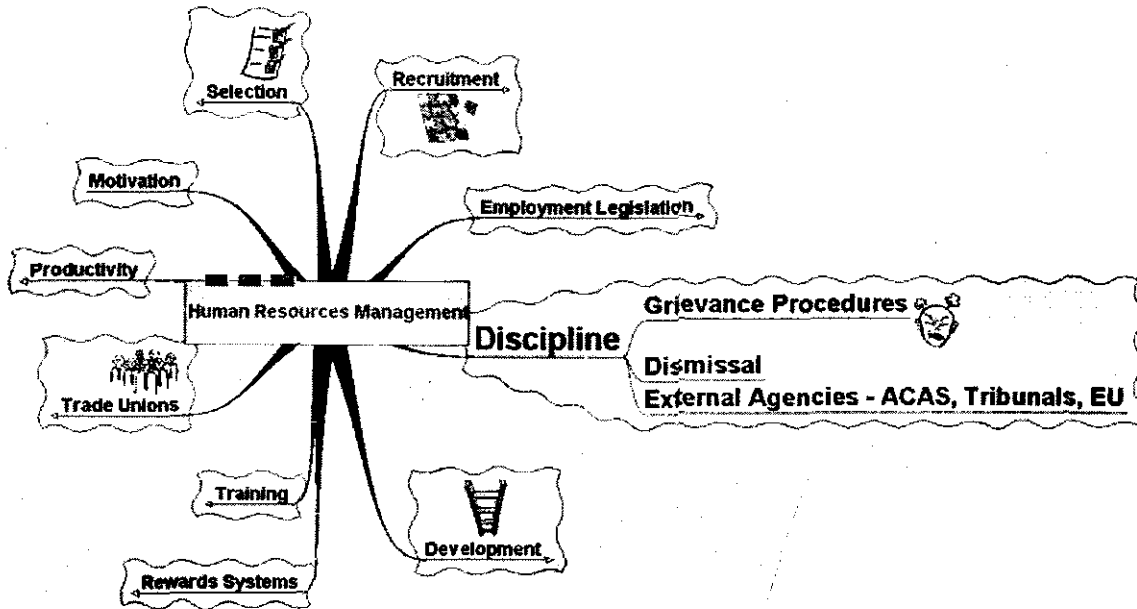 Selection
Recruitment
Motivation
Employment Legislation
Productivity
Human Resources Management
Grievance Procedures
Discipline
Dismissal
External Agencies - ACAS, Tribunals, EU
Trade Unions
Training
Development
Rewards Systems